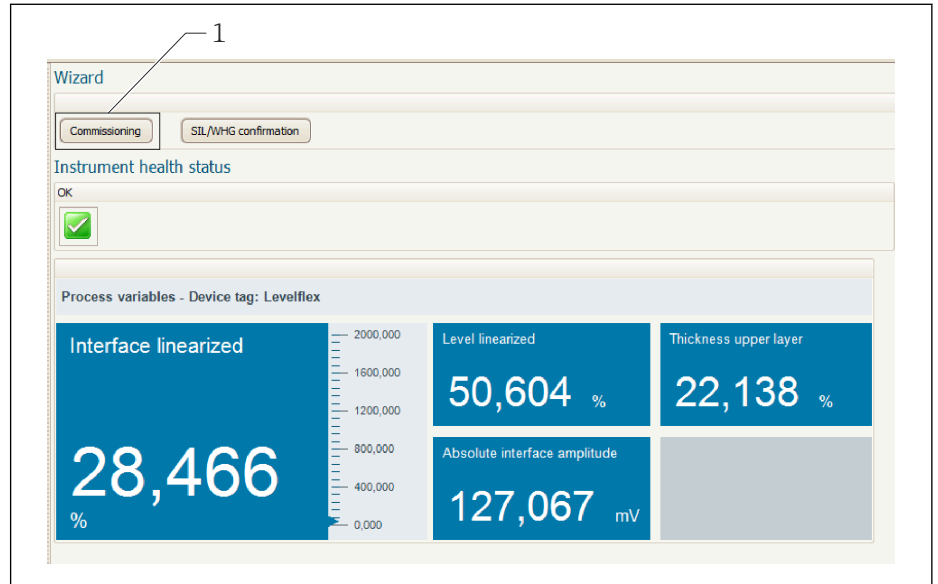 1
Wizard
Commissioning
SIL/WHG confirmation
Instrument health status
OK
Process variables - Device tag: Levelflex
Interface linearized
28,466
%
2000,000
1600,000
1200,000
800,000
400,000
0,000
Level linearized
50,604 %
Thickness upper layer
22,138 %
Absolute interface amplitude
127,067 mV